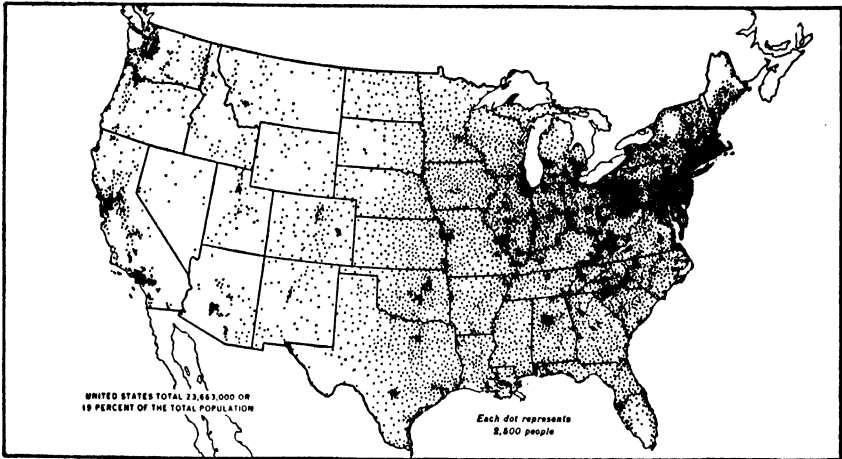 UNITED STATES TOTAL 23,663,000 OR
19 PERCENT OF THE TOTAL POPULATION
Each dot represents
2,500 people